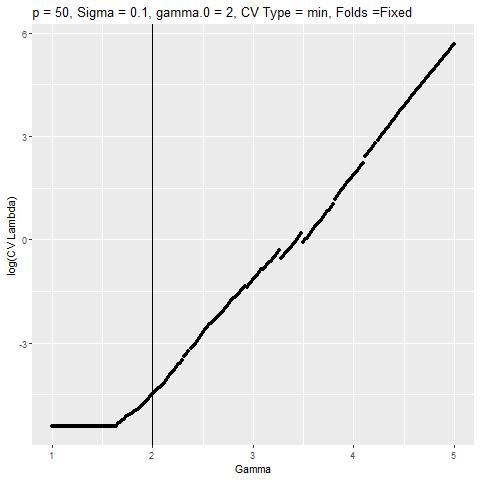 p = 50, Sigma = 0.1, gamma.0 = 2, CV Type = min, Folds =Fixed
6
3
0
-3
log(CV Lambda)
1 2 3 4 5
Gamma